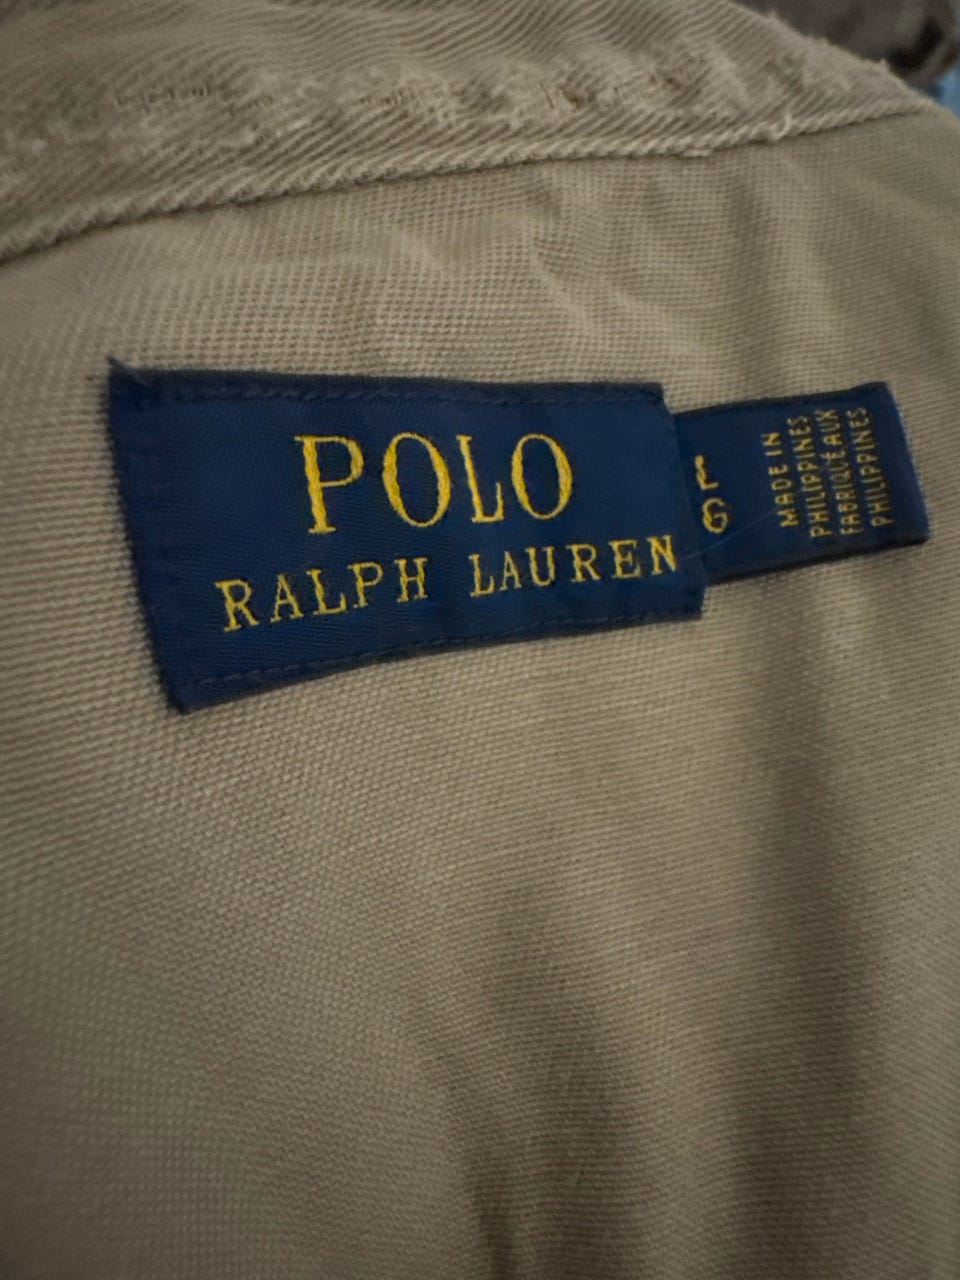 POLO
RALPH LAUREN
L
G
MADE IN
PHILIPPINES
FABRIQUÉ AUX
PHILIPPINES